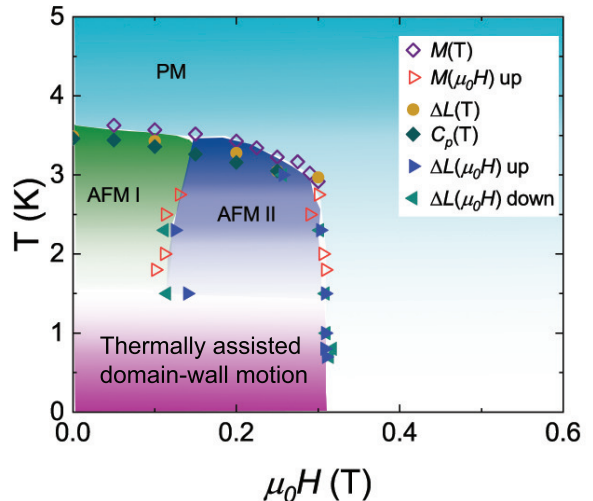 5
4
3
2
1
0
T (K)
PM
AFM I
AFM II
Thermally assisted
domain-wall motion
M(T)
M(μ₀H) up
ΔL(T)
Cₚ(T)
ΔL(μ₀H) up
ΔL(μ₀H) down
0.0 0.2 0.4 0.6
μ₀H (T)